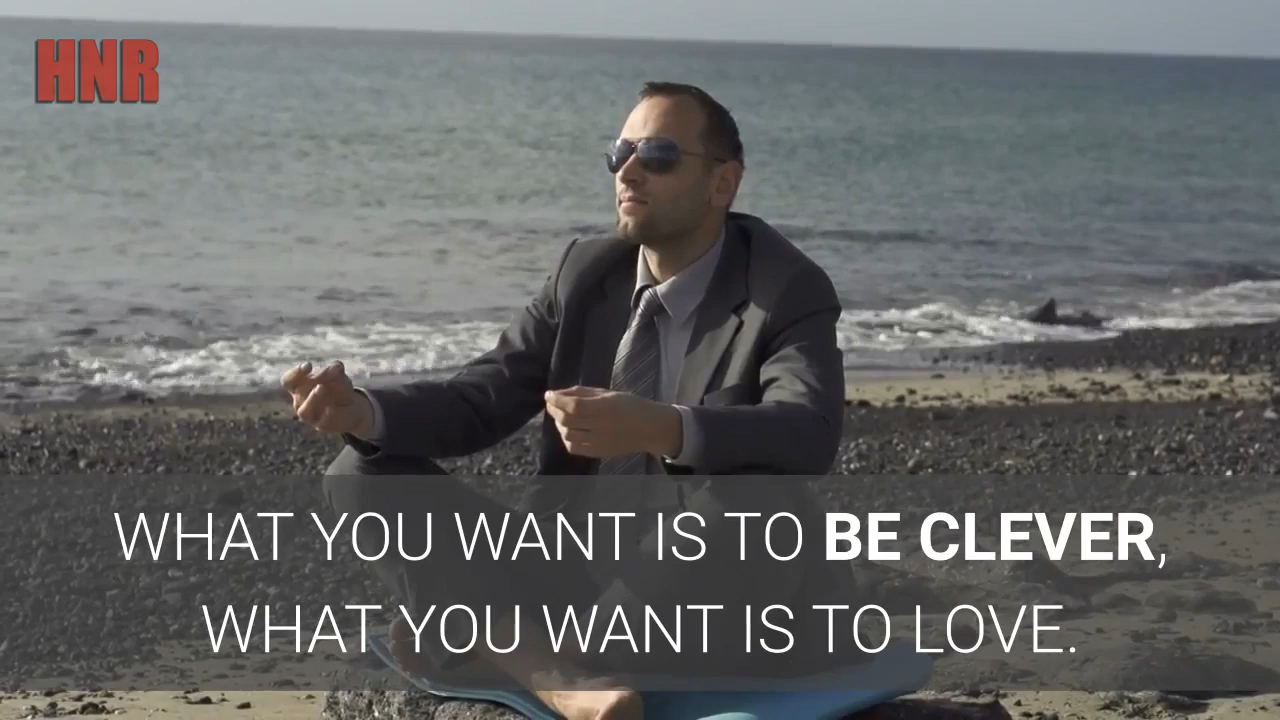 HNR
WHAT YOU WANT IS TO BE CLEVER,
WHAT YOU WANT IS TO LOVE.